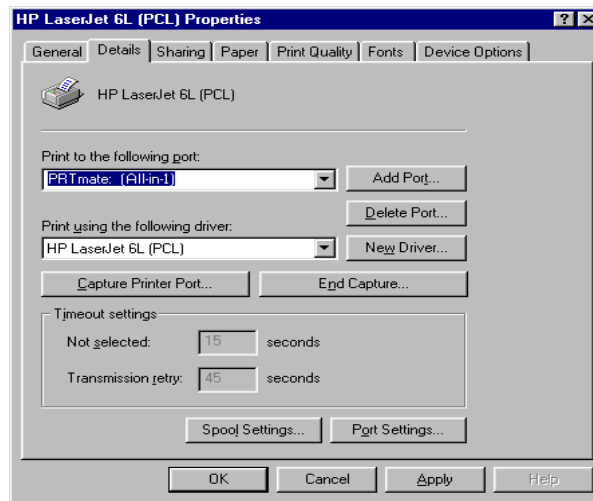 HP LaserJet 6L (PCL) Properties
General Details Sharing Paper Print Quality Fonts Device Options
HP LaserJet 6L (PCL)
Print to the following port:
PRTmate: (All-in-1) Add Port...
Delete Port...
Print using the following driver:
HP LaserJet 6L (PCL) New Driver...
Capture Printer Port... End Capture...
Timeout settings
Not selected: 15 seconds
Transmission retry: 45 seconds
Spool Settings... Port Settings...
OK Cancel Apply Help